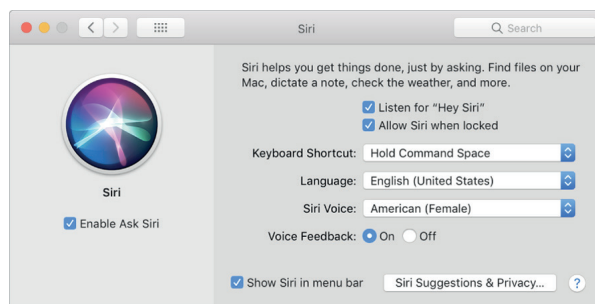 Siri
Search
Siri helps you get things done, just by asking. Find files on your
Mac, dictate a note, check the weather, and more.
Listen for “Hey Siri”
Allow Siri when locked
Keyboard Shortcut: Hold Command Space
Language: English (United States)
Siri Voice: American (Female)
Voice Feedback: On Off
Siri
Enable Ask Siri
Show Siri in menu bar Siri Suggestions & Privacy... ?